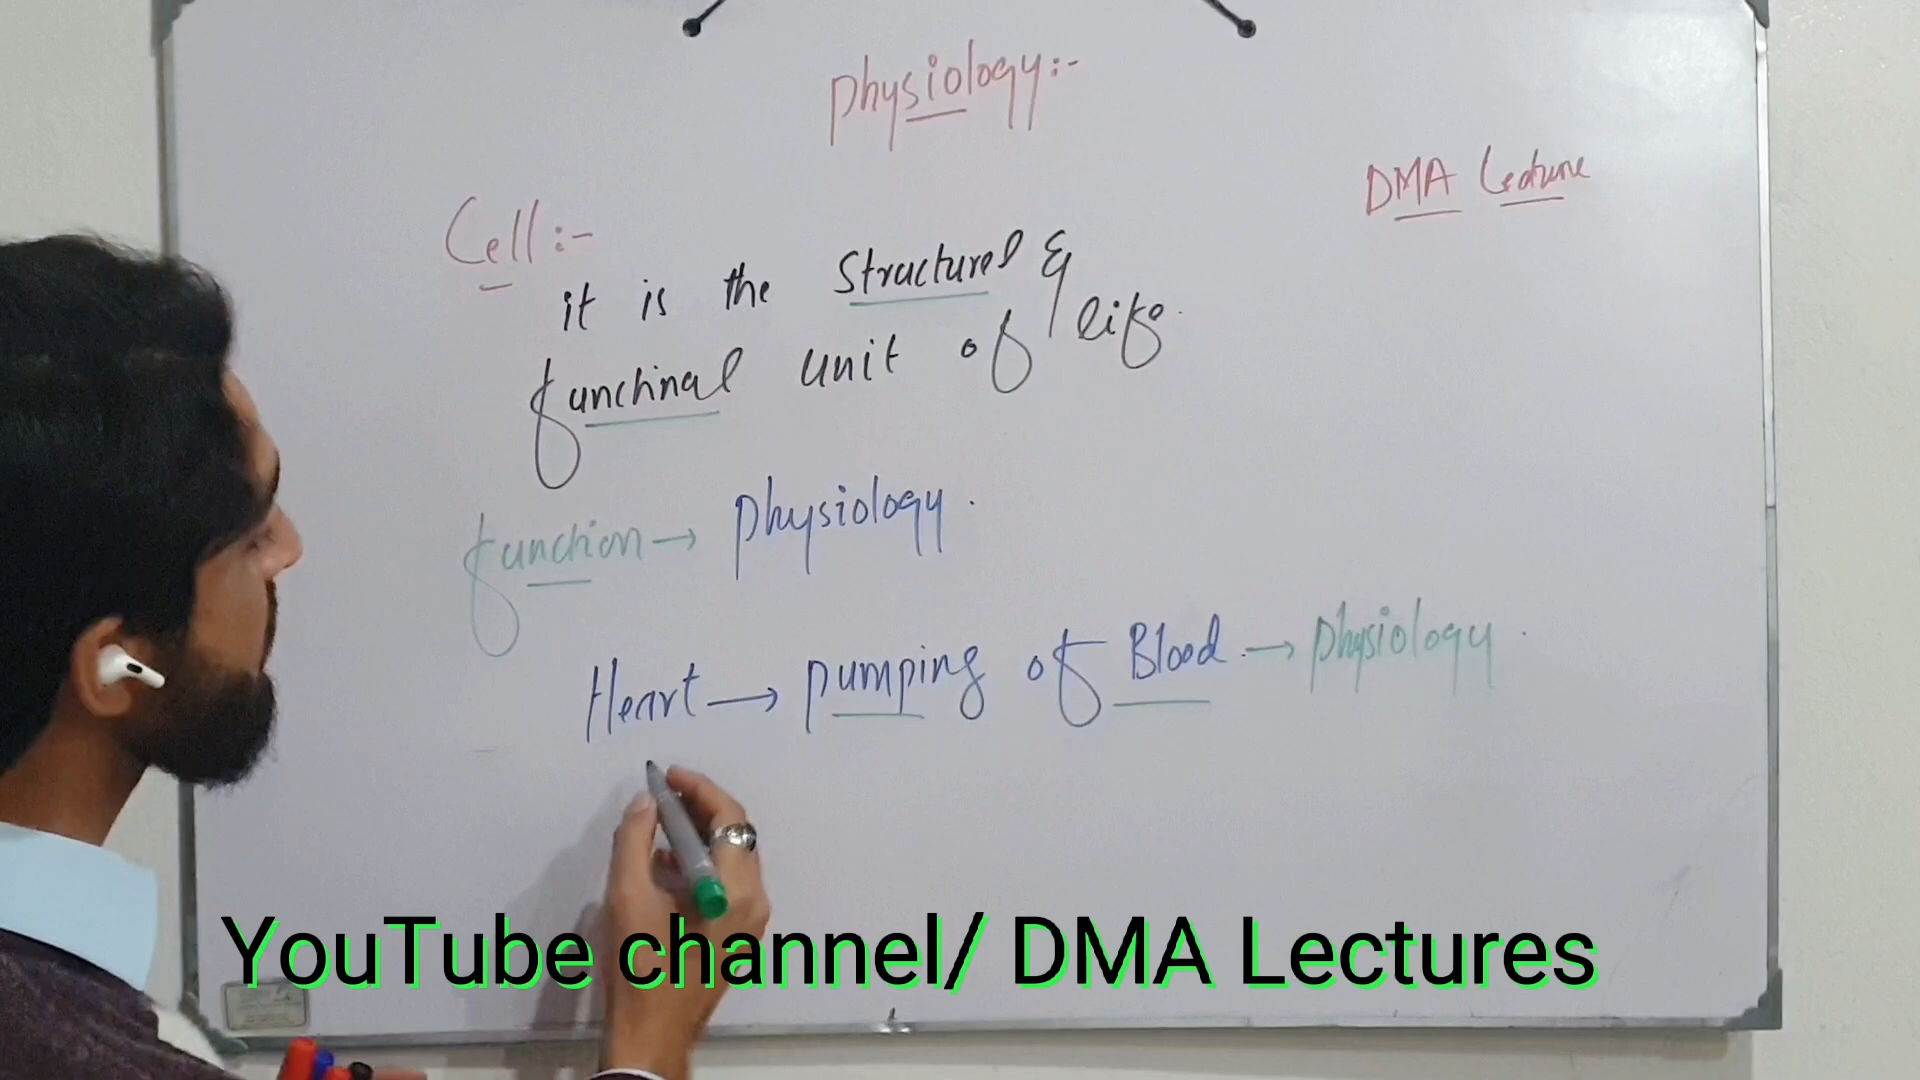 Physiology:-
DMA Lecture
Cell:-
it is the Structurel &
functinal unit of life.
function → physiology.
Heart → pumping of Blood → physiology.
YouTube channel/ DMA Lectures